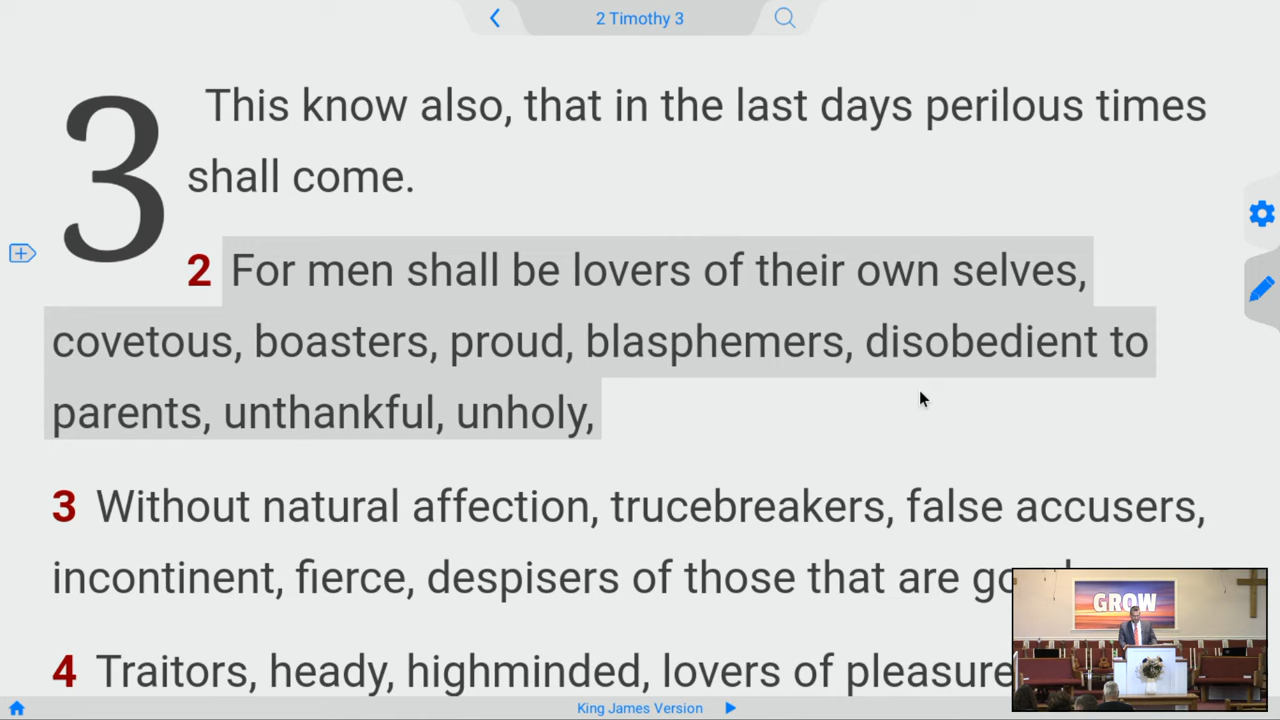 2 Timothy 3
3 This know also, that in the last days perilous times
shall come.
2 For men shall be lovers of their own selves,
covetous, boasters, proud, blasphemers, disobedient to
parents, unthankful, unholy,
3 Without natural affection, trucebreakers, false accusers,
incontinent, fierce, despisers of those that are
4 Traitors, heady, highminded, lovers of
GROW
King James Version